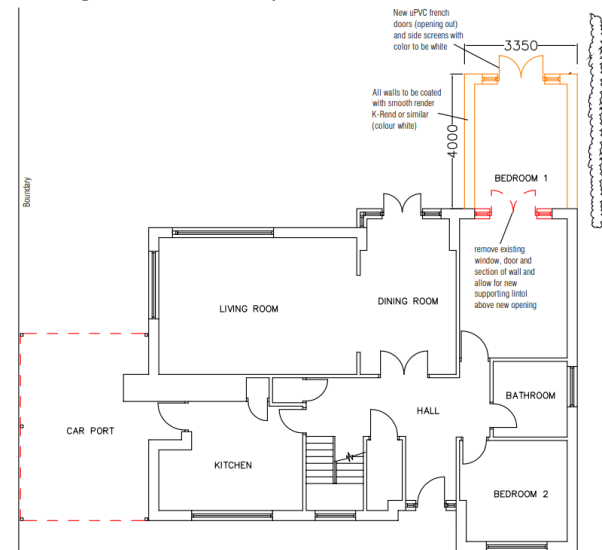 New uPVC french
doors (opening out)
and side screens with
color to be white
3350
All walls to be coated
with smooth render
K-Rend or similar
(colour white)
4000
BEDROOM 1
Boundary
remove existing
window, door and
section of wall and
allow for new
supporting lintol
above new opening
LIVING ROOM
DINING ROOM
BATHROOM
HALL
CAR PORT
KITCHEN
BEDROOM 2